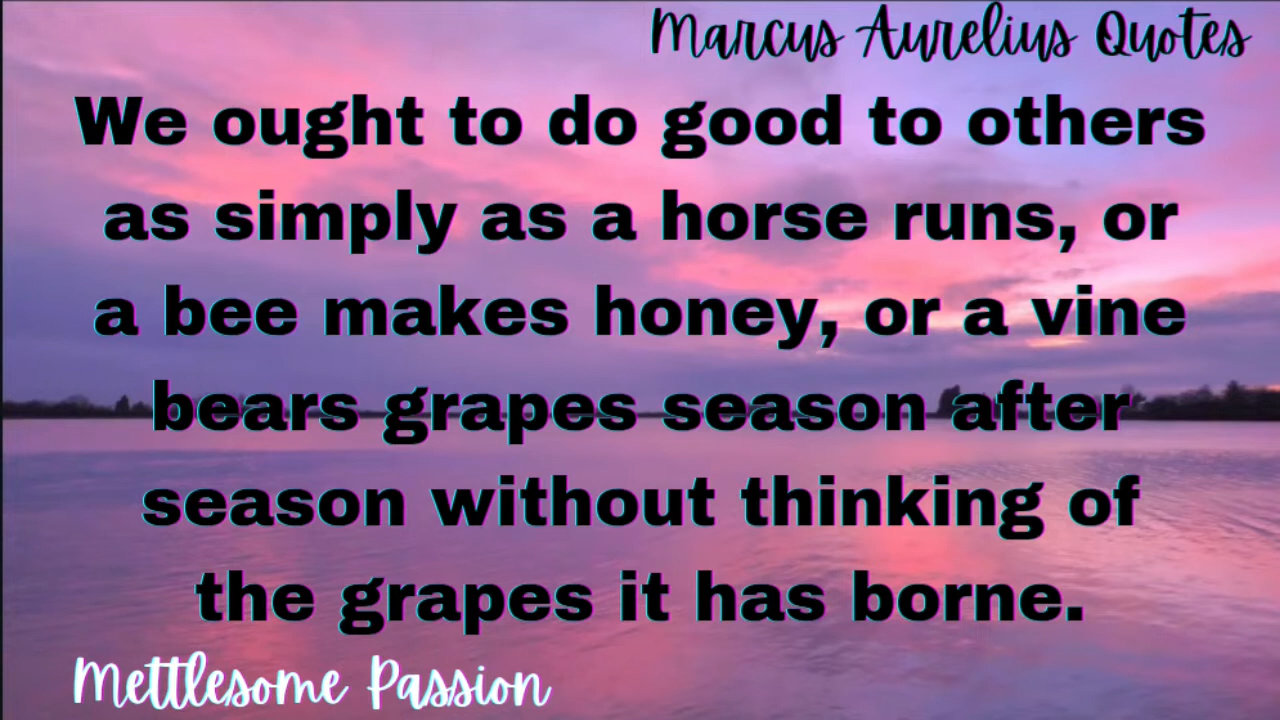 Marcus Aurelius Quotes
We ought to do good to others
as simply as a horse runs, or
a bee makes honey, or a vine
bears grapes season after
season without thinking of
the grapes it has borne.
Mettlesome Passion